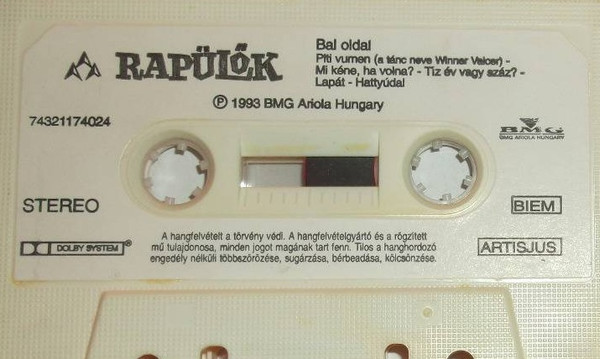 RAPÜLŐK
Bal oldal
Piti vumen (a tánc neve Winner Valcer) -
Mi kéne, ha volna? - Tíz év vagy száz? -
Lapát - Hattyúdal
℗ 1993 BMG Ariola Hungary
74321174024
BMG
BMG ARIOLA HUNGARY
STEREO
BIEM
DOLBY SYSTEM®
ARTISJUS
A hangfelvételt a törvény védi. A hangfelvételgyártó és a rögzített
mű tulajdonosa, minden jogot magának tart fenn. Tilos a hanghordozó
engedély nélküli többszörözése, sugárzása, bérbeadása, kölcsönzése.